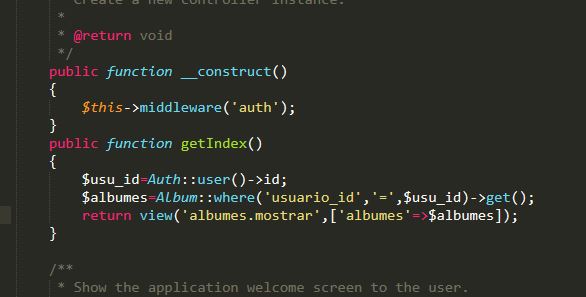 * Create a new controller instance.
*
* @return void
*/
public function __construct()
{
$this->middleware('auth');
}
public function getIndex()
{
$usu_id=Auth::user()->id;
$albumes=Album::where('usuario_id','=',$usu_id)->get();
return view('albumes.mostrar',['albumes'=>$albumes]);
}
/**
* Show the application welcome screen to the user.